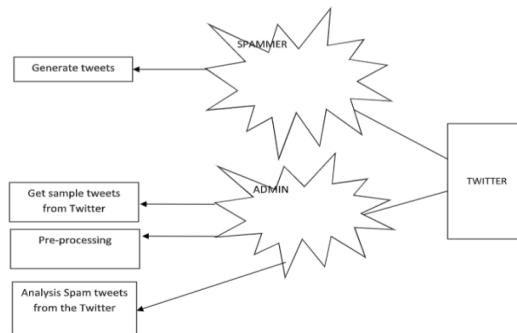 SPAMMER
Generate tweets
TWITTER
ADMIN
Get sample tweets
from Twitter
Pre-processing
Analysis Spam tweets
from the Twitter